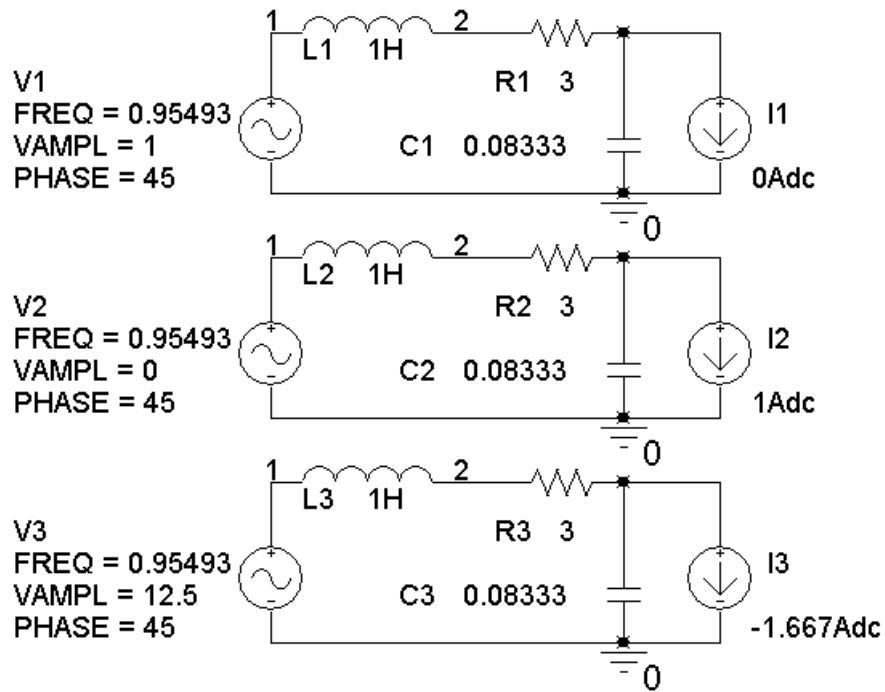 1 2
L1 1H
V1 R1 3
FREQ = 0.95493 I1
VAMPL = 1 C1 0.08333
PHASE = 45 0Adc
0
1 2
L2 1H
V2 R2 3
FREQ = 0.95493 I2
VAMPL = 0 C2 0.08333
PHASE = 45 1Adc
0
1 2
L3 1H
V3 R3 3
FREQ = 0.95493 I3
VAMPL = 12.5 C3 0.08333
PHASE = 45 -1.667Adc
0